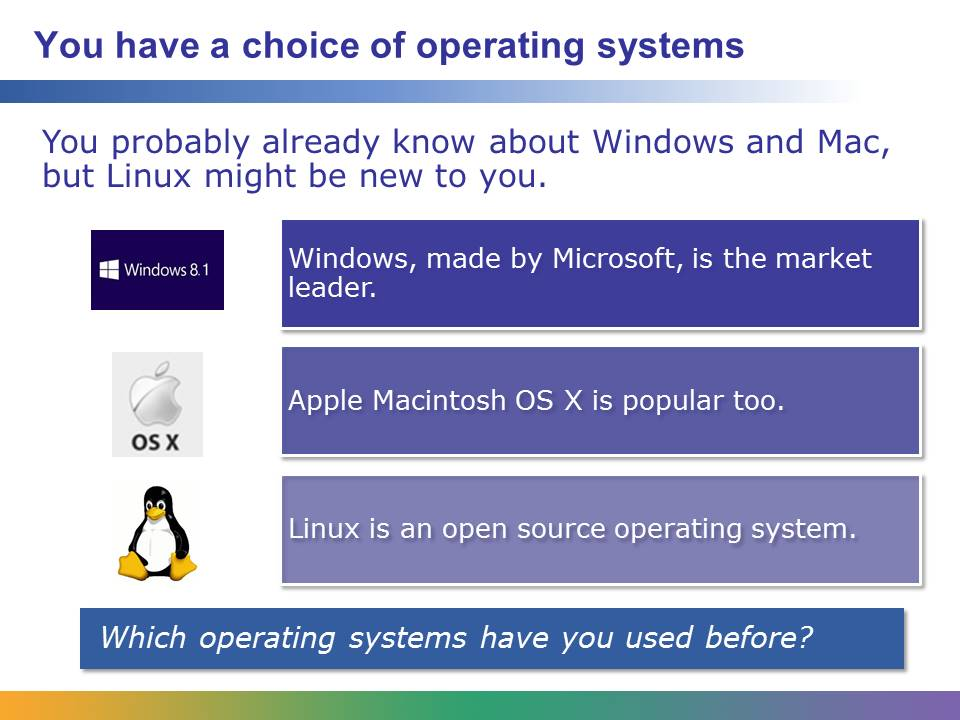 You have a choice of operating systems
You probably already know about Windows and Mac,
but Linux might be new to you.
Windows 8.1
Windows, made by Microsoft, is the market
leader.
OS X
Apple Macintosh OS X is popular too.
Linux is an open source operating system.
Which operating systems have you used before?